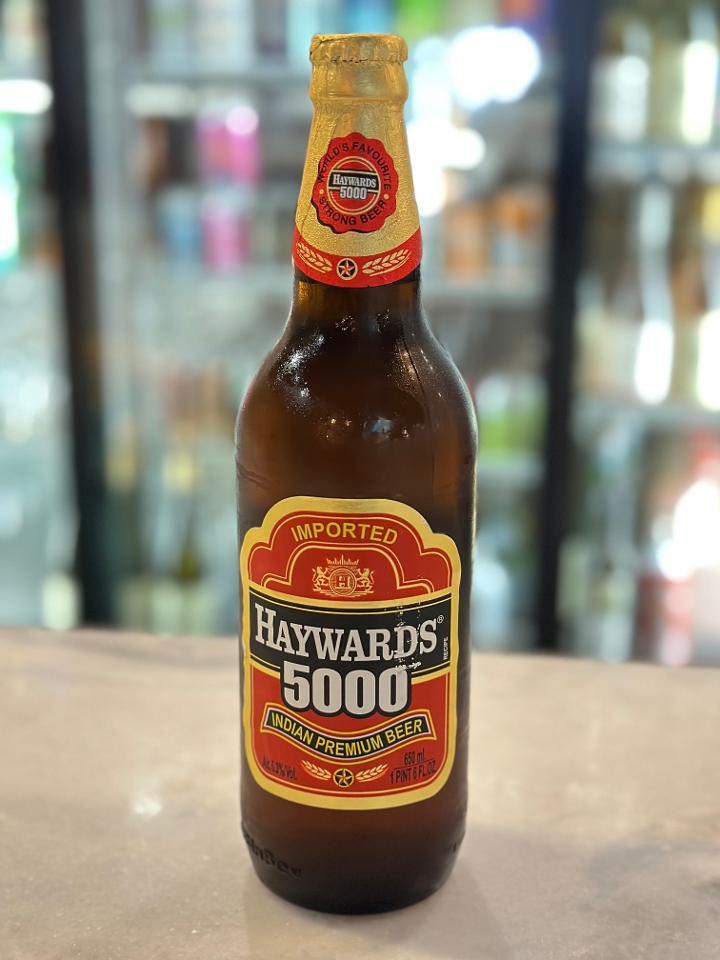 WORLD'S FAVOURITE
HAYWARDS
5000
STRONG BEER
IMPORTED
H
HAYWARDS®
RECIPE
5000
INDIAN PREMIUM BEER
650 ml
1 PINT 6 FL.OZ